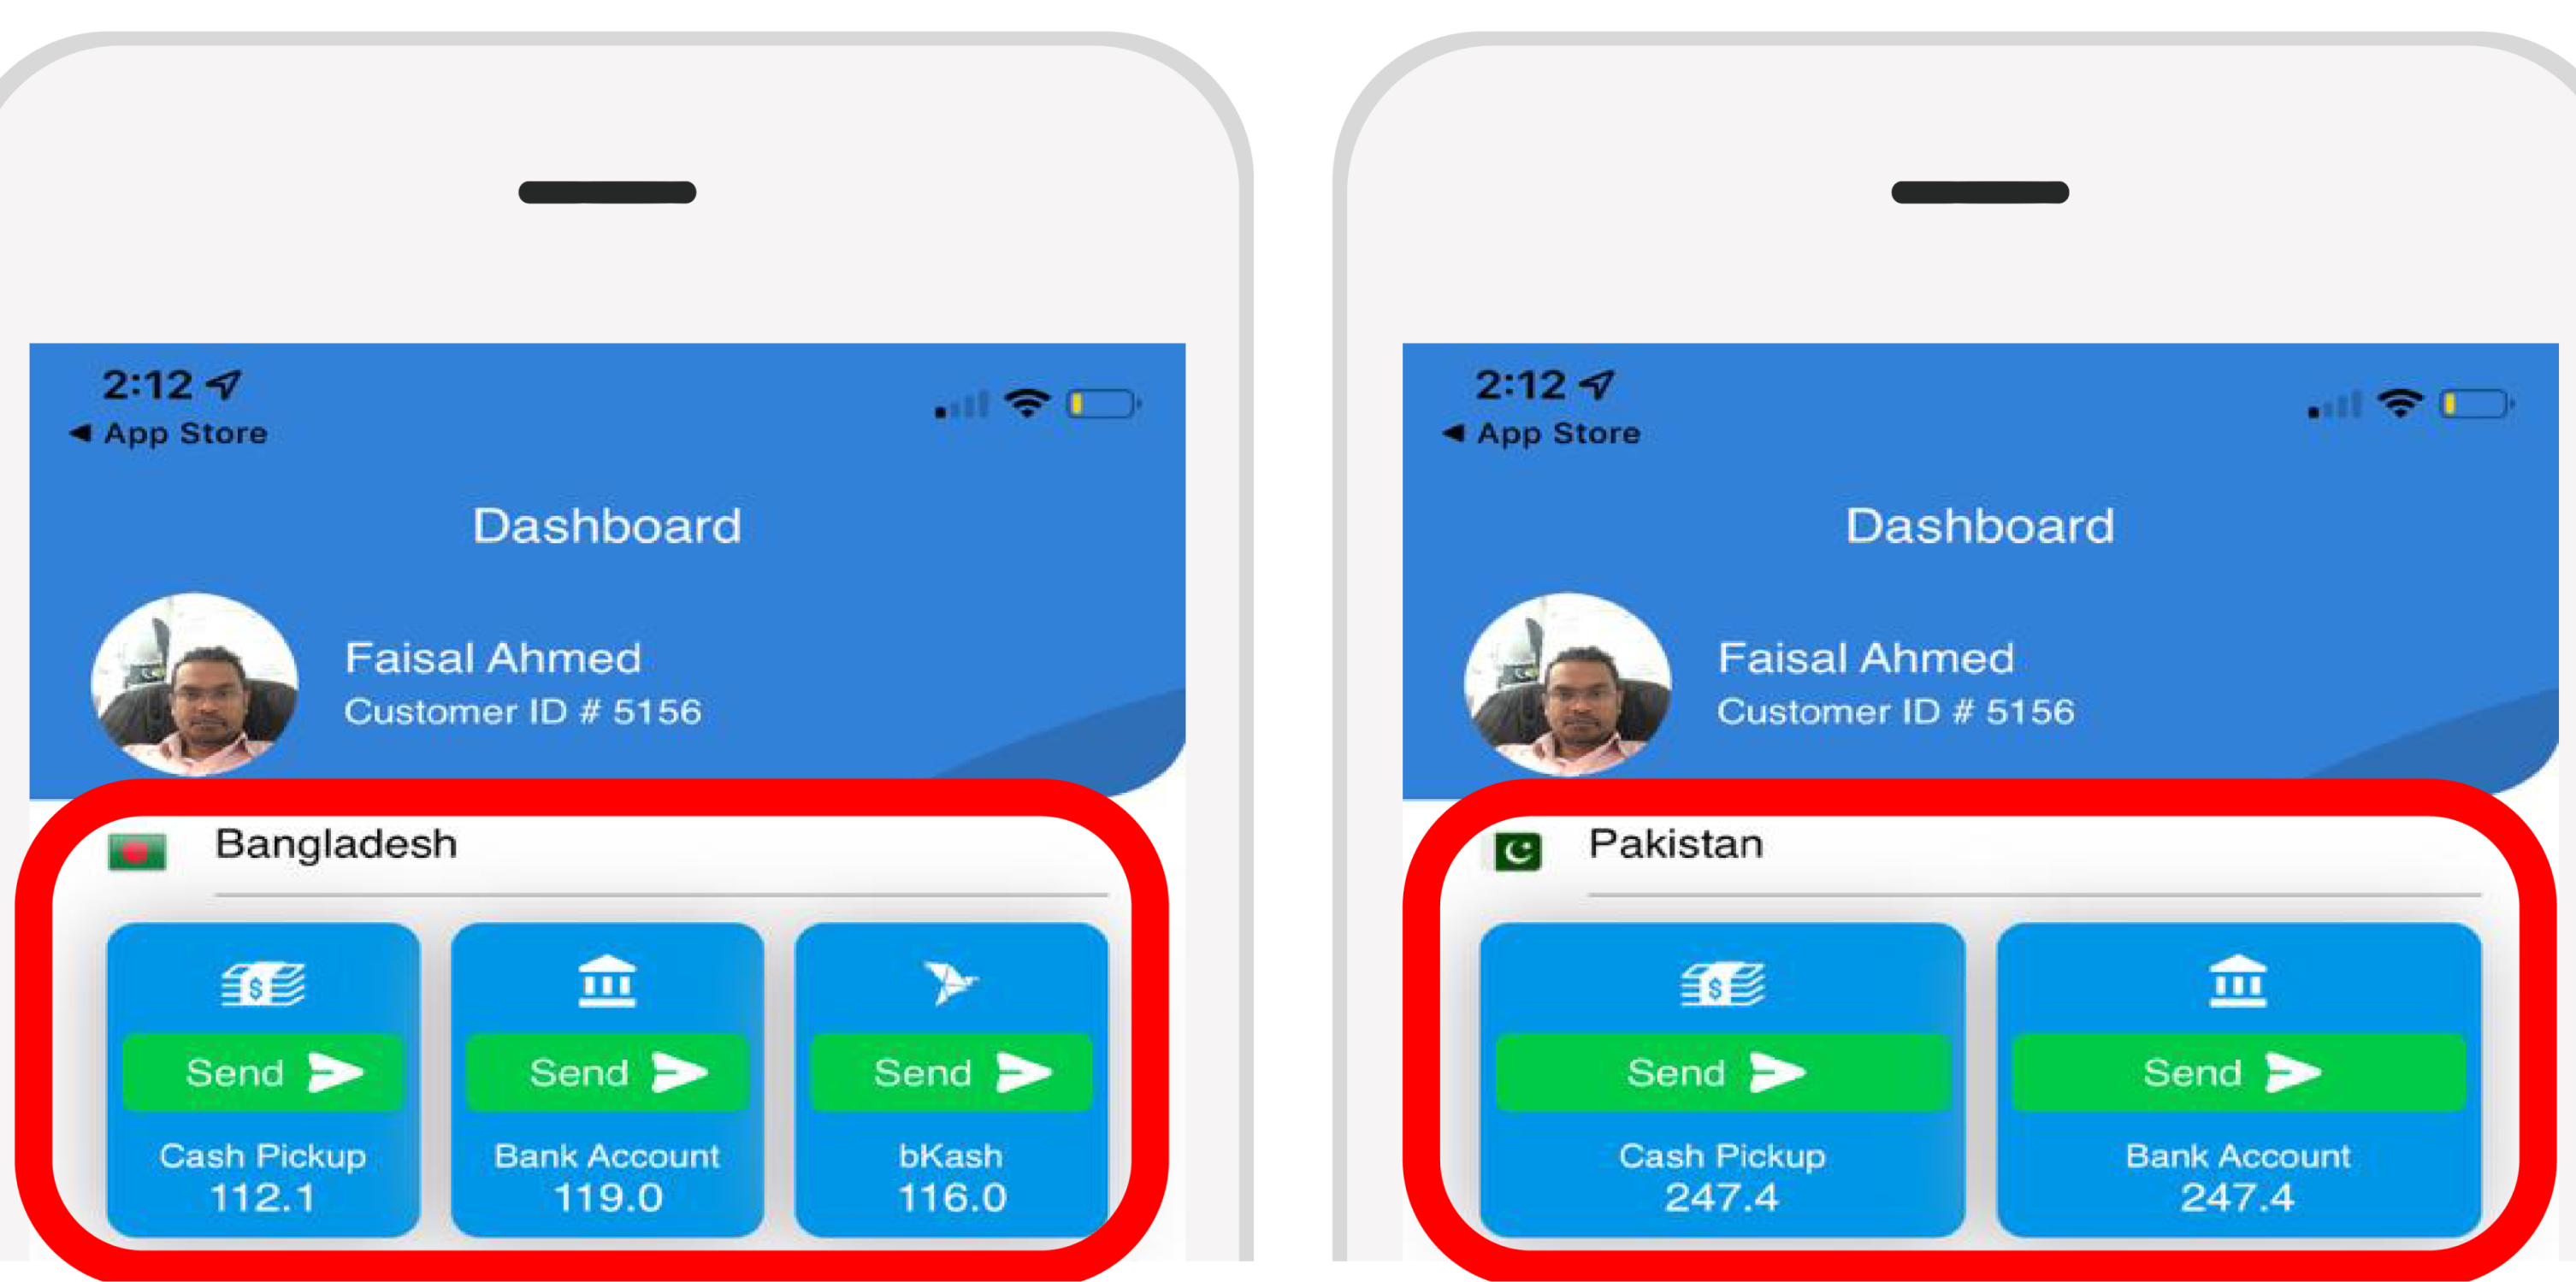 2:12
App Store
Dashboard
Faisal Ahmed
Customer ID # 5156
Bangladesh
Send
Send
Send
Cash Pickup
112.1
Bank Account
119.0
bKash
116.0
2:12
App Store
Dashboard
Faisal Ahmed
Customer ID # 5156
Pakistan
Send
Send
Cash Pickup
247.4
Bank Account
247.4